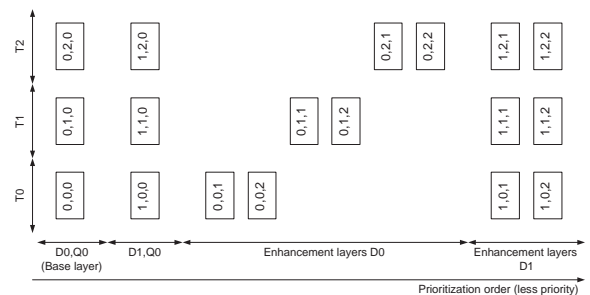 T2
0,2,0
1,2,0
0,2,1
0,2,2
1,2,1
1,2,2
T1
0,1,0
1,1,0
0,1,1
0,1,2
1,1,1
1,1,2
T0
0,0,0
1,0,0
0,0,1
0,0,2
1,0,1
1,0,2
D0,Q0
(Base layer)
D1,Q0
Enhancement layers D0
Enhancement layers
D1
Prioritization order (less priority)